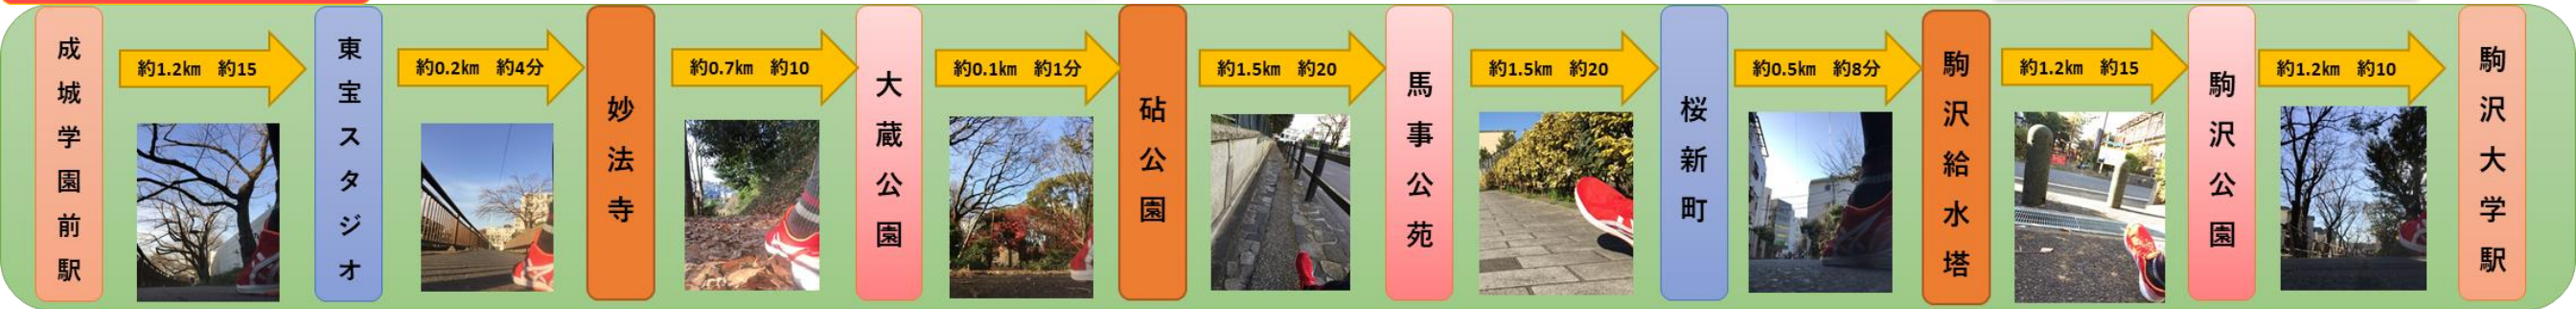 成城学園前駅
約1.2㎞ 約15
東宝スタジオ
約0.2㎞ 約4分
妙法寺
約0.7㎞ 約10
大蔵公園
約0.1㎞ 約1分
砧公園
約1.5㎞ 約20
馬事公苑
約1.5㎞ 約20
桜新町
約0.5㎞ 約8分
駒沢給水塔
約1.2㎞ 約15
駒沢公園
約1.2㎞ 約10
駒沢大学駅